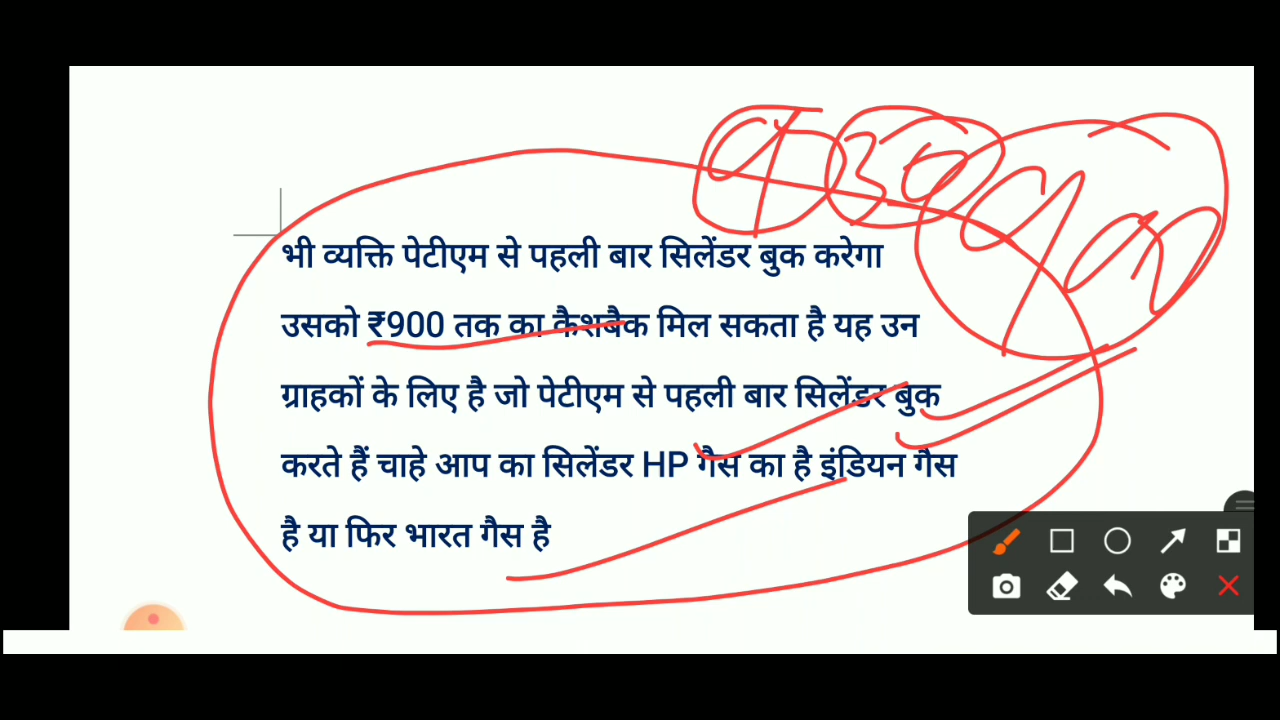 भी व्यक्ति पेटीएम से पहली बार सिलेंडर बुक करेगा
उसको ₹900 तक का कैशबैक मिल सकता है यह उन
ग्राहकों के लिए है जो पेटीएम से पहली बार सिलेंडर बुक
करते हैं चाहे आप का सिलेंडर HP गैस का है इंडियन गैस
है या फिर भारत गैस है